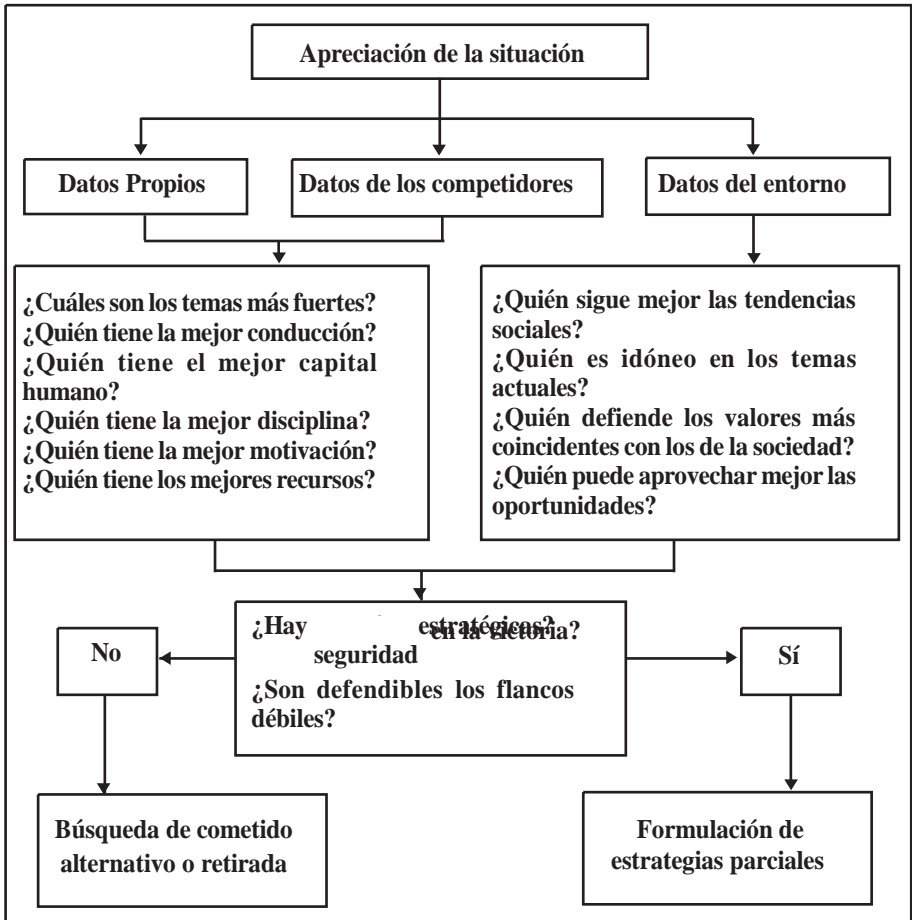 Apreciación de la situación
Datos Propios
Datos de los competidores
Datos del entorno
¿Cuáles son los temas más fuertes?
¿Quién tiene la mejor conducción?
¿Quién tiene el mejor capital
humano?
¿Quién tiene la mejor disciplina?
¿Quién tiene la mejor motivación?
¿Quién tiene los mejores recursos?
¿Quién sigue mejor las tendencias
sociales?
¿Quién es idóneo en los temas
actuales?
¿Quién defiende los valores más
coincidentes con los de la sociedad?
¿Quién puede aprovechar mejor las
oportunidades?
¿Hay estratégicos?
en la victoria?
seguridad
¿Son defendibles los flancos
débiles?
No
Sí
Búsqueda de cometido
alternativo o retirada
Formulación de
estrategias parciales